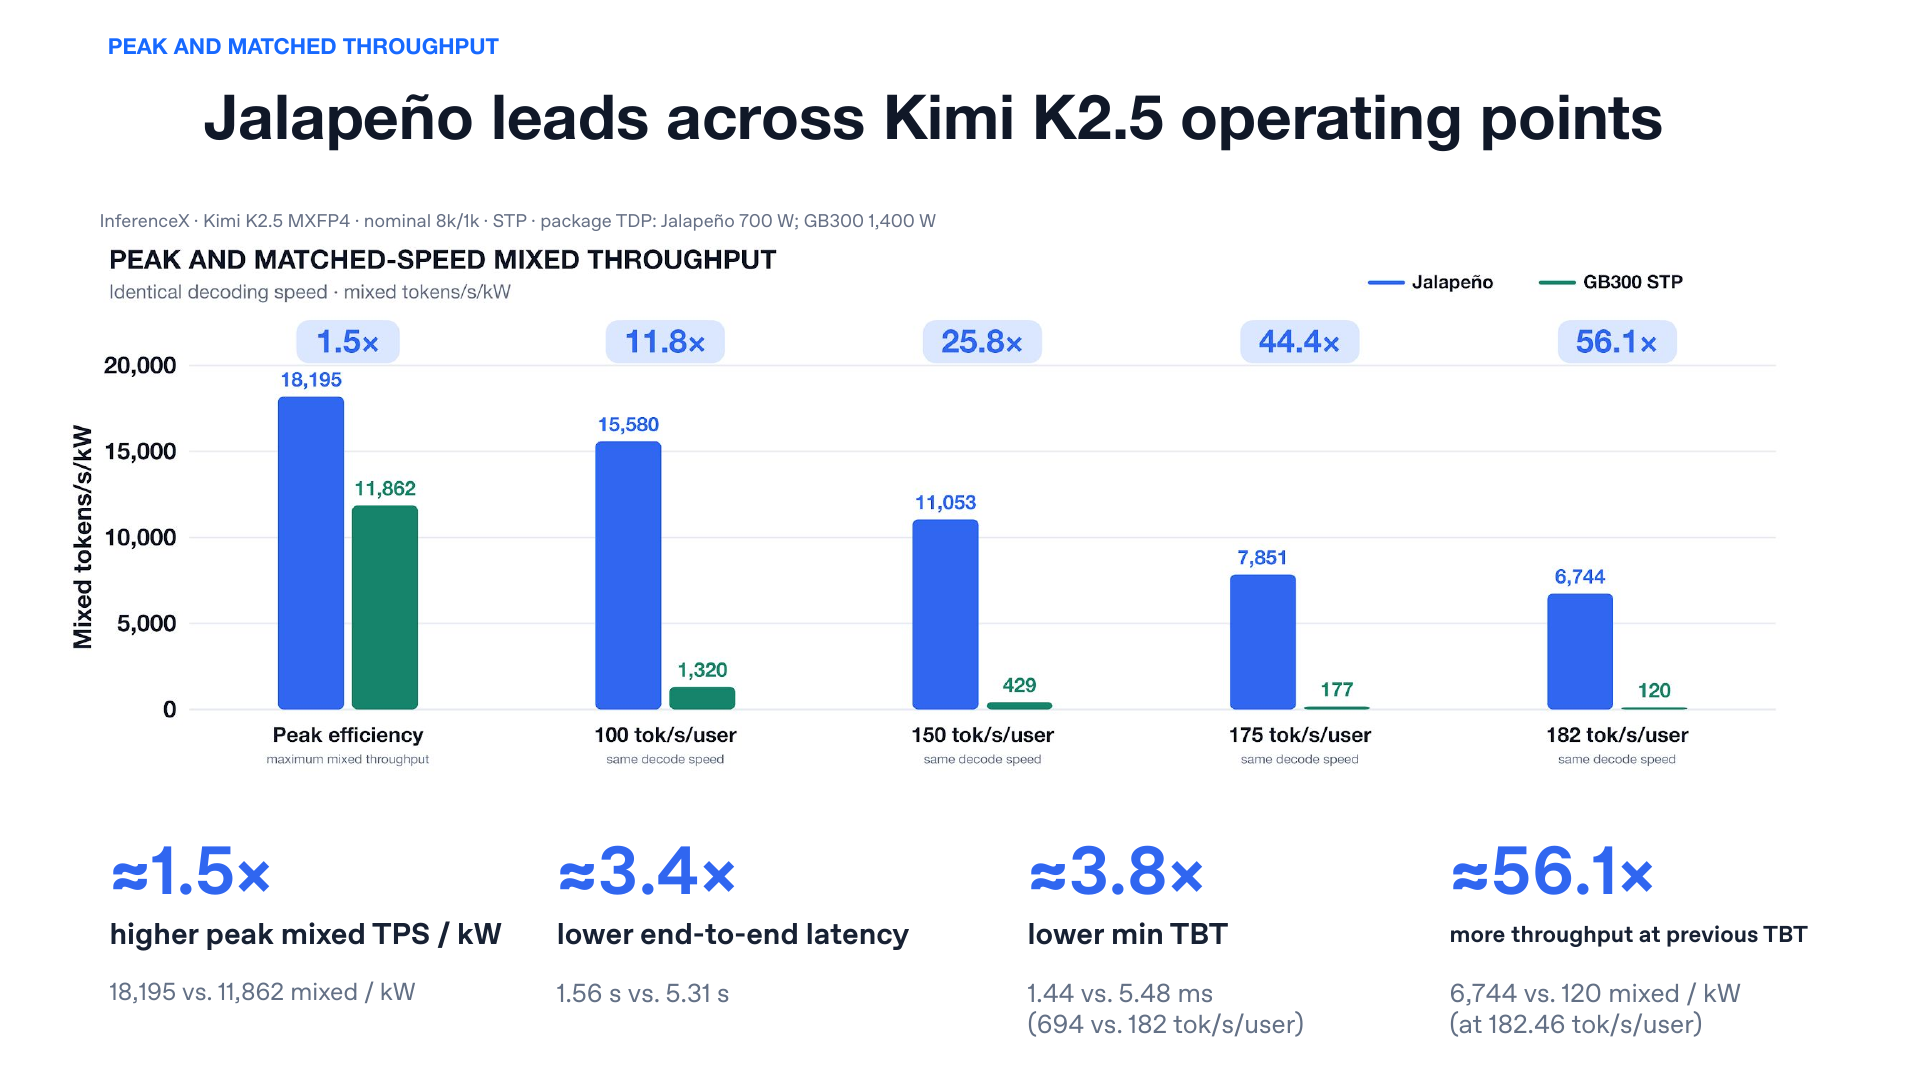 PEAK AND MATCHED THROUGHPUT
Jalapeño leads across Kimi K2.5 operating points
InferenceX · Kimi K2.5 MXFP4 · nominal 8k/1k · STP · package TDP: Jalapeño 700 W; GB300 1,400 W
PEAK AND MATCHED-SPEED MIXED THROUGHPUT
Identical decoding speed · mixed tokens/s/kW
Jalapeño
GB300 STP
1.5×
11.8×
25.8×
44.4×
56.1×
Mixed tokens/s/kW
20,000
15,000
10,000
5,000
0
18,195
11,862
15,580
1,320
11,053
429
7,851
177
6,744
120
Peak efficiency
maximum mixed throughput
100 tok/s/user
same decode speed
150 tok/s/user
same decode speed
175 tok/s/user
same decode speed
182 tok/s/user
same decode speed
≈1.5×
higher peak mixed TPS / kW
18,195 vs. 11,862 mixed / kW
≈3.4×
lower end-to-end latency
1.56 s vs. 5.31 s
≈3.8×
lower min TBT
1.44 vs. 5.48 ms
(694 vs. 182 tok/s/user)
≈56.1×
more throughput at previous TBT
6,744 vs. 120 mixed / kW
(at 182.46 tok/s/user)